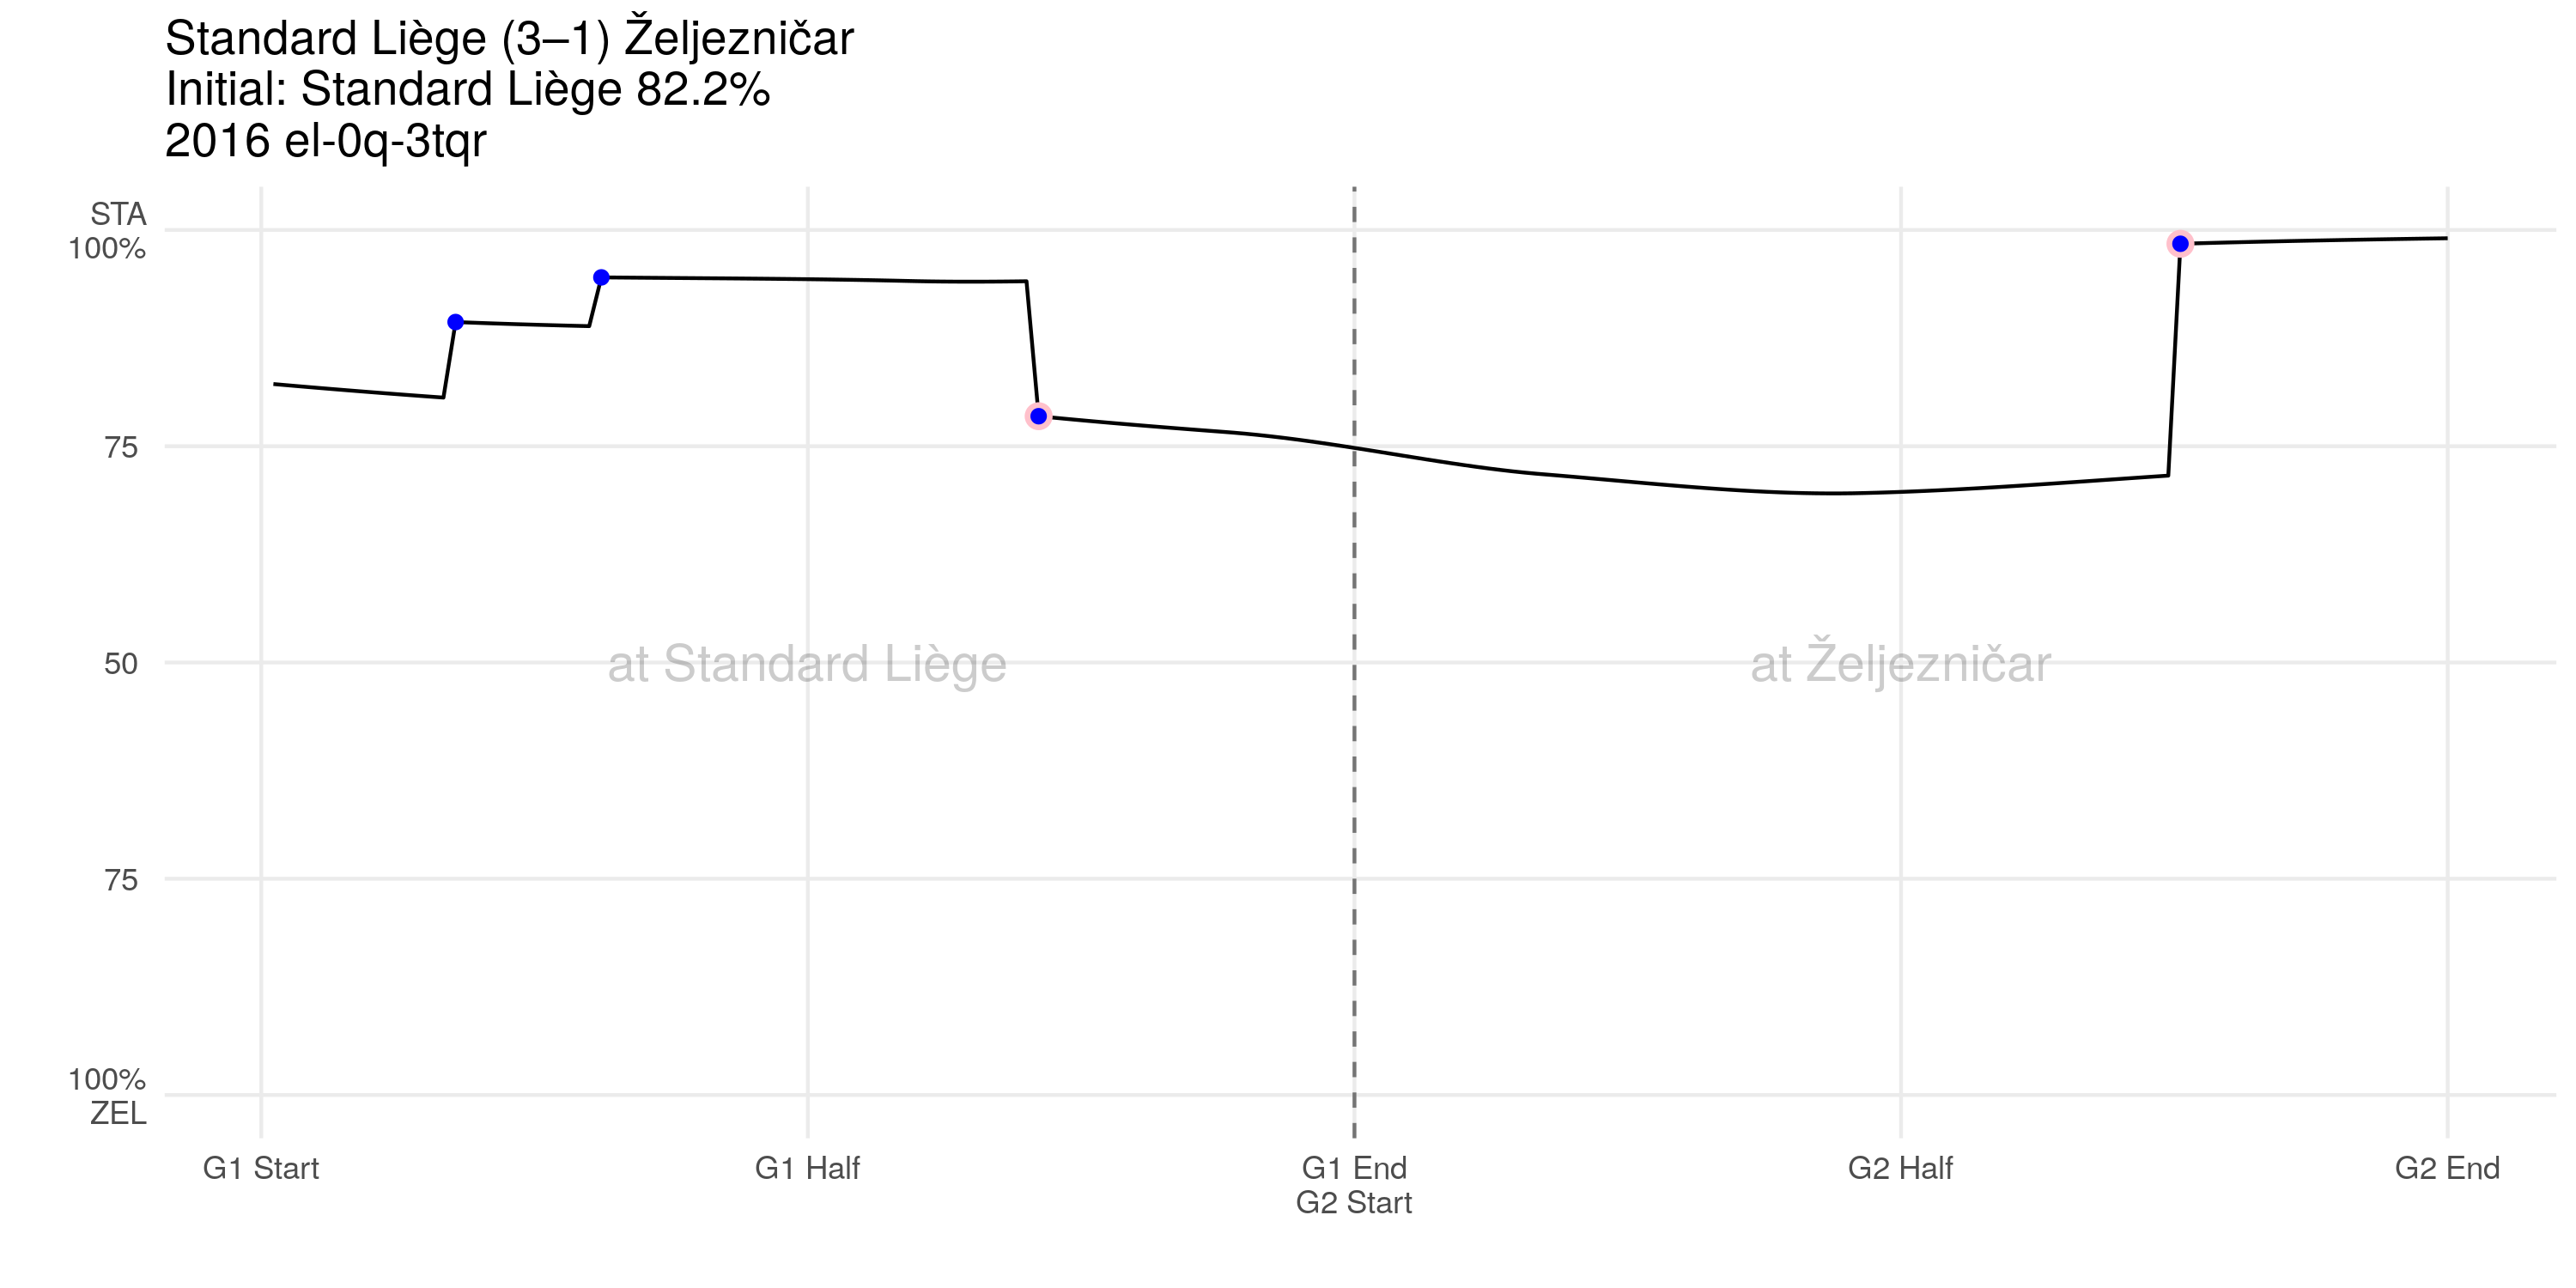 Standard Liège (3–1) Željezničar
Initial: Standard Liège 82.2%
2016 el-0q-3tqr
STA
100%
75
50
75
100%
ZEL
at Standard Liège
at Željezničar
G1 Start
G1 Half
G1 End
G2 Start
G2 Half
G2 End